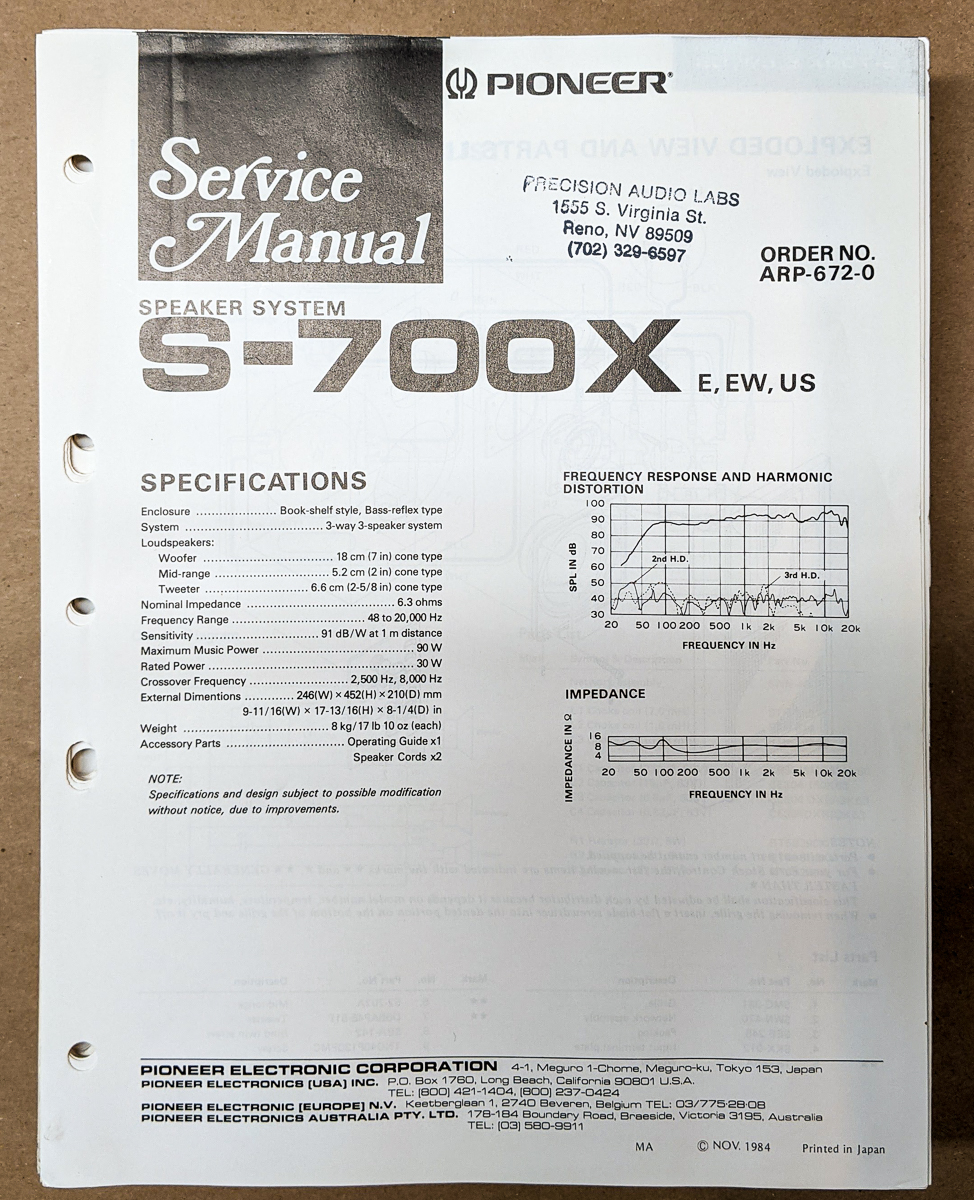 PIONEER®
Service
Manual
PRECISION AUDIO LABS
1555 S. Virginia St.
Reno, NV 89509
(702) 329-6597
ORDER NO.
ARP-672-0
SPEAKER SYSTEM
S-700X E, EW, US
SPECIFICATIONS
Enclosure ........................ Book-shelf style, Bass-reflex type
System ........................................ 3-way 3-speaker system
Loudspeakers:
Woofer ..................................... 18 cm (7 in) cone type
Mid-range ................................. 5.2 cm (2 in) cone type
Tweeter ............................. 6.6 cm (2-5/8 in) cone type
Nominal Impedance .......................................... 6.3 ohms
Frequency Range ...................................... 48 to 20,000 Hz
Sensitivity ................................... 91 dB/W at 1 m distance
Maximum Music Power ........................................... 90 W
Rated Power .......................................................... 30 W
Crossover Frequency ............................. 2,500 Hz, 8,000 Hz
External Dimentions ............ 246(W) × 452(H) × 210(D) mm
9-11/16(W) × 17-13/16(H) × 8-1/4(D) in
Weight ........................................... 8 kg/17 lb 10 oz (each)
Accessory Parts ................................. Operating Guide x1
Speaker Cords x2
NOTE:
Specifications and design subject to possible modification
without notice, due to improvements.
FREQUENCY RESPONSE AND HARMONIC
DISTORTION
SPL IN dB
100
90
80
70
60
50
40
30
2nd H.D.
3rd H.D.
20 50 100 200 500 1k 2k 5k 10k 20k
FREQUENCY IN Hz
IMPEDANCE
IMPEDANCE IN Ω
16
8
4
20 50 100 200 500 1k 2k 5k 10k 20k
FREQUENCY IN Hz
PIONEER ELECTRONIC CORPORATION 4-1, Meguro 1-Chome, Meguro-ku, Tokyo 153, Japan
PIONEER ELECTRONICS [USA] INC. P.O. Box 1760, Long Beach, California 90801 U.S.A.
TEL: [800] 421-1404, [800] 237-0424
PIONEER ELECTRONIC [EUROPE] N.V. Keetberglaan 1, 2740 Beveren, Belgium TEL: 03/775·28·08
PIONEER ELECTRONICS AUSTRALIA PTY. LTD. 178-184 Boundary Road, Braeside, Victoria 3195, Australia
TEL: [03] 580-9911
MA © NOV. 1984 Printed in Japan